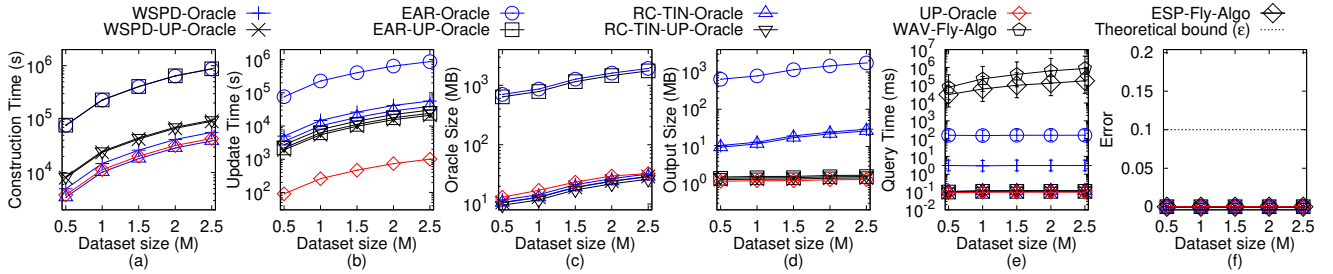 WSPD-Oracle EAR-Oracle RC-TIN-Oracle UP-Oracle ESP-Fly-Algo
WSPD-UP-Oracle EAR-UP-Oracle RC-TIN-UP-Oracle WAV-Fly-Algo Theoretical bound (ε)
Construction Time (s)
10^6
10^5
10^4
0.5 1 1.5 2 2.5
Dataset size (M)
(a)
Update Time (s)
10^6
10^5
10^4
10^3
10^2
0.5 1 1.5 2 2.5
Dataset size (M)
(b)
Oracle Size (MB)
10^3
10^2
10^1
0.5 1 1.5 2 2.5
Dataset size (M)
(c)
Output Size (MB)
10^3
10^2
10^1
10^0
0.5 1 1.5 2 2.5
Dataset size (M)
(d)
Query Time (ms)
10^6
10^5
10^4
10^3
10^2
10^1
10^0
10^-1
10^-2
0.5 1 1.5 2 2.5
Dataset size (M)
(e)
Error
0.2
0.15
0.1
0.05
0
0.5 1 1.5 2 2.5
Dataset size (M)
(f)